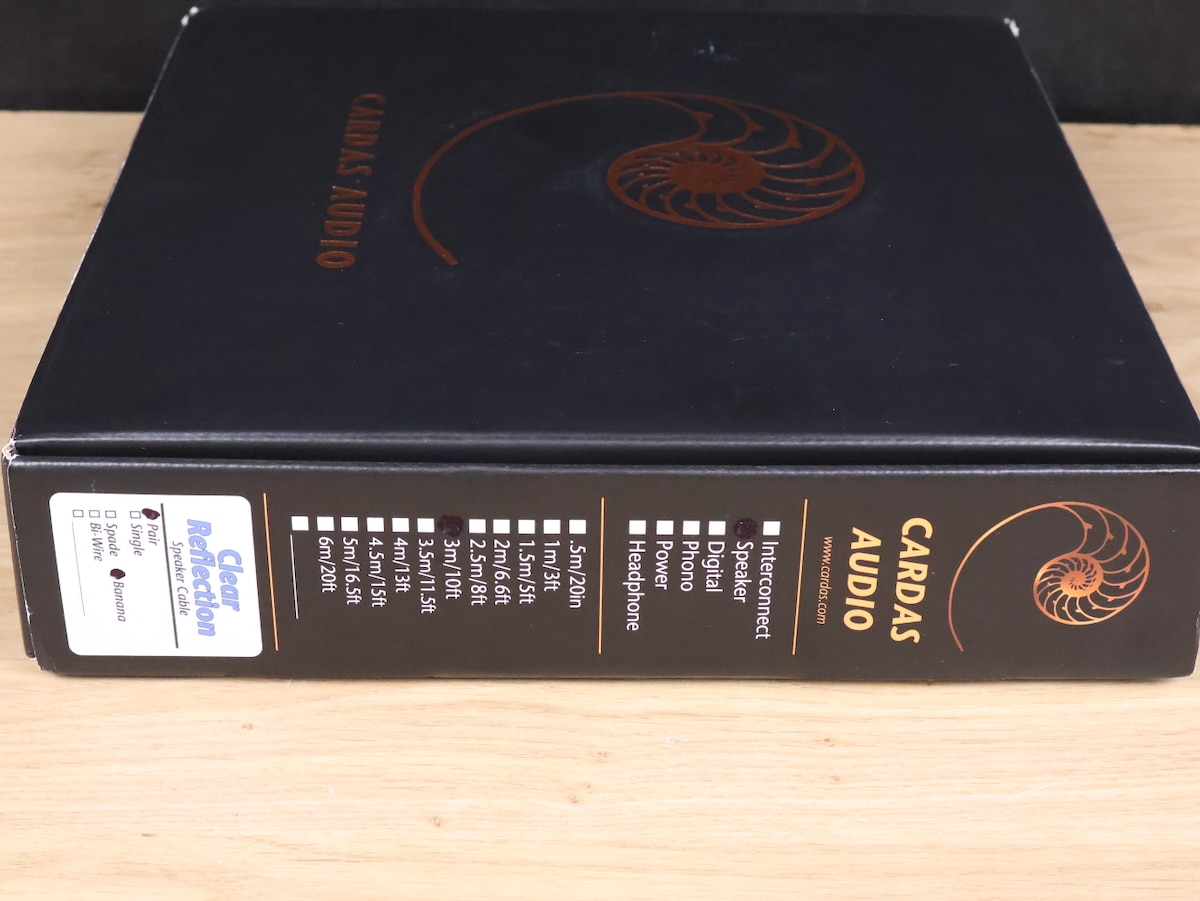 CARDAS AUDIO
CARDAS
AUDIO
www.cardas.com
Interconnect
Speaker
Digital
Phono
Power
Headphone
.5m/20in
1m/3ft
1.5m/5ft
2m/6.6ft
2.5m/8ft
3m/10ft
3.5m/11.5ft
4m/13ft
4.5m/15ft
5m/16.5ft
6m/20ft
Clear
Reflection
Speaker Cable
Pair
Single
Spade Banana
Bi-Wire